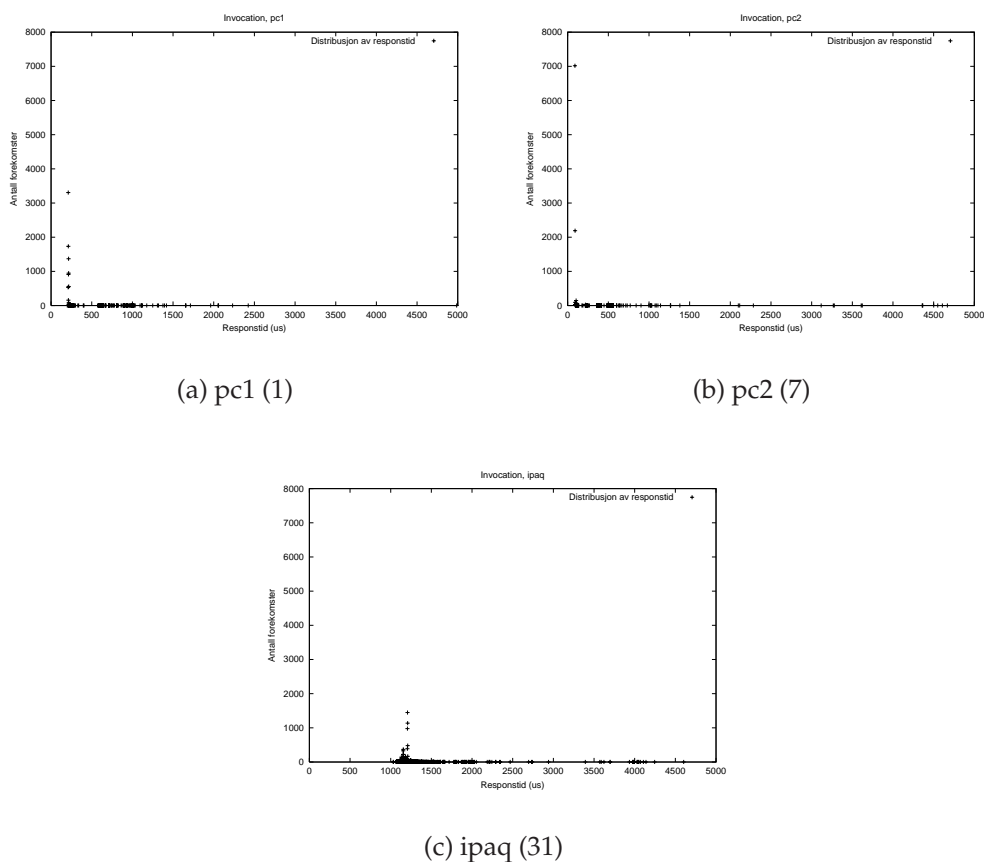 Invocation, pc1
Distribusjon av responstid
8000
7000
6000
5000
4000
3000
2000
1000
0
Antall forekomster
0 500 1000 1500 2000 2500 3000 3500 4000 4500 5000
Responstid (us)
(a) pc1 (1)
Invocation, pc2
Distribusjon av responstid
8000
7000
6000
5000
4000
3000
2000
1000
0
Antall forekomster
0 500 1000 1500 2000 2500 3000 3500 4000 4500 5000
Responstid (us)
(b) pc2 (7)
Invocation, ipaq
Distribusjon av responstid
8000
7000
6000
5000
4000
3000
2000
1000
0
Antall forekomster
0 500 1000 1500 2000 2500 3000 3500 4000 4500 5000
Responstid (us)
(c) ipaq (31)